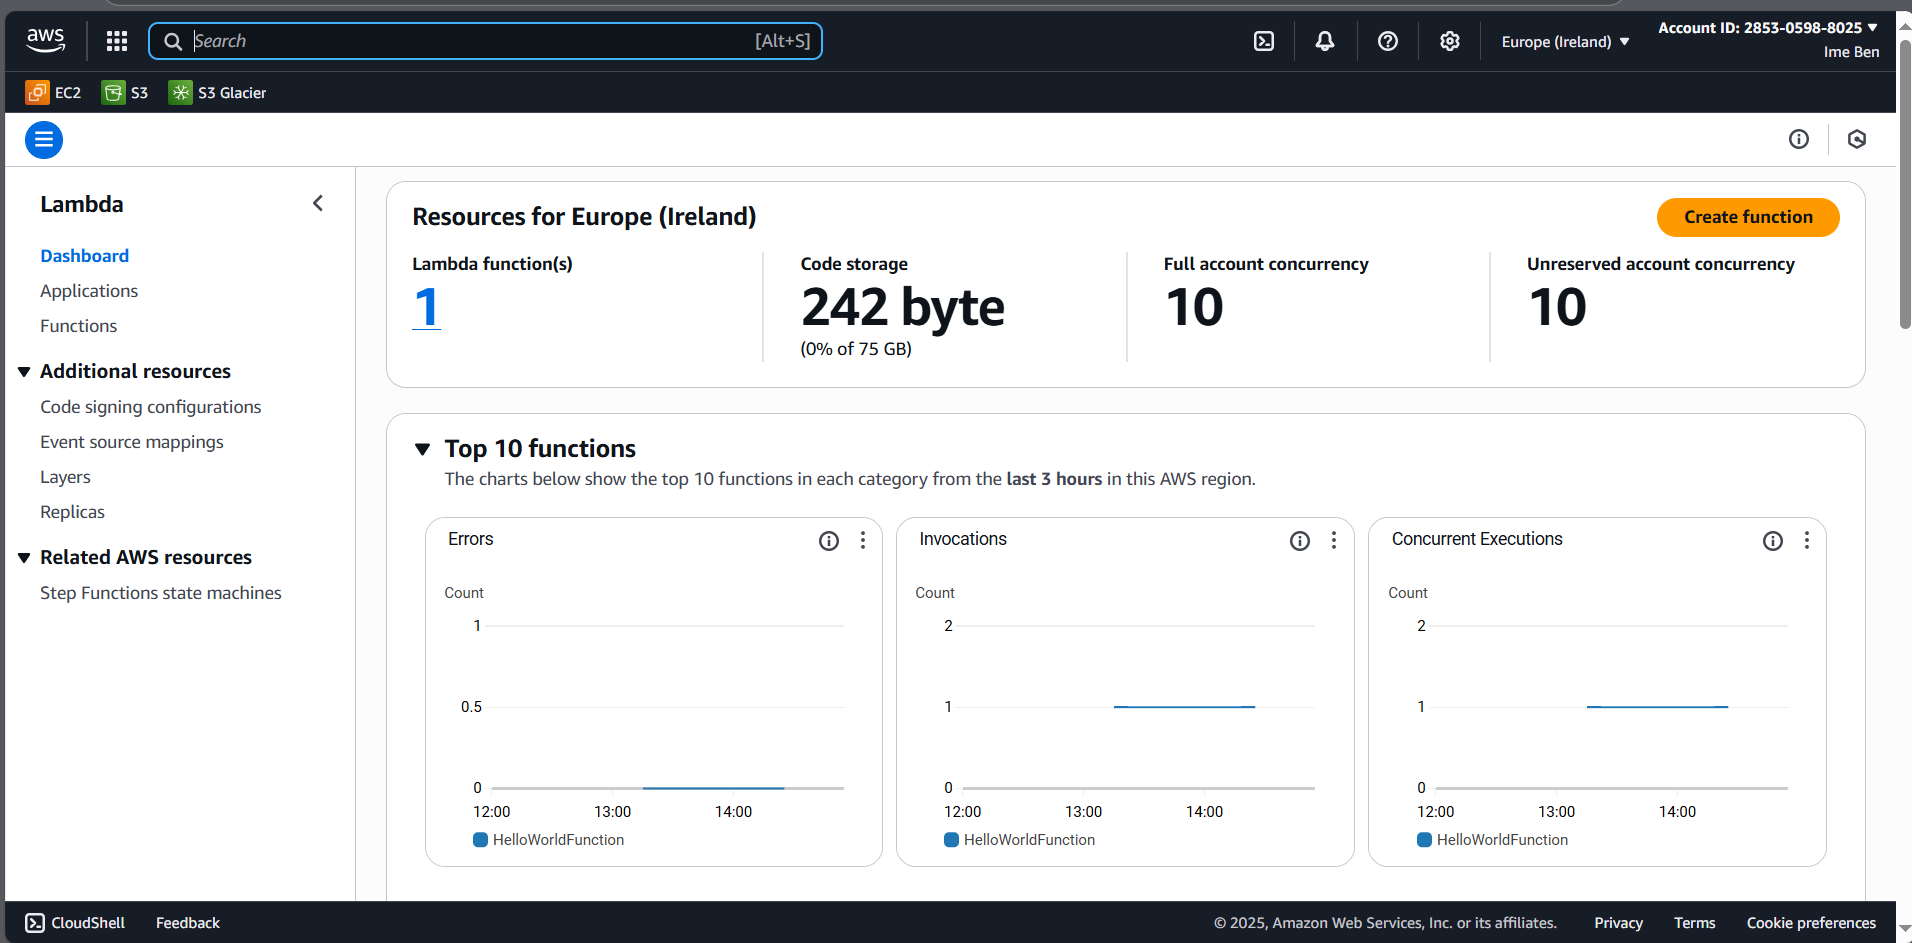 aws
Search
[Alt+S]
Europe (Ireland)
Account ID: 2853-0598-8025
Ime Ben
EC2
S3
S3 Glacier
Lambda
Dashboard
Applications
Functions
Additional resources
Code signing configurations
Event source mappings
Layers
Replicas
Related AWS resources
Step Functions state machines
Resources for Europe (Ireland)
Create function
Lambda function(s)
1
Code storage
242 byte
(0% of 75 GB)
Full account concurrency
10
Unreserved account concurrency
10
Top 10 functions
The charts below show the top 10 functions in each category from the last 3 hours in this AWS region.
Errors
Count
1
0.5
0
12:00 13:00 14:00
HelloWorldFunction
Invocations
Count
2
1
0
12:00 13:00 14:00
HelloWorldFunction
Concurrent Executions
Count
2
1
0
12:00 13:00 14:00
HelloWorldFunction
CloudShell
Feedback
© 2025, Amazon Web Services, Inc. or its affiliates.
Privacy
Terms
Cookie preferences